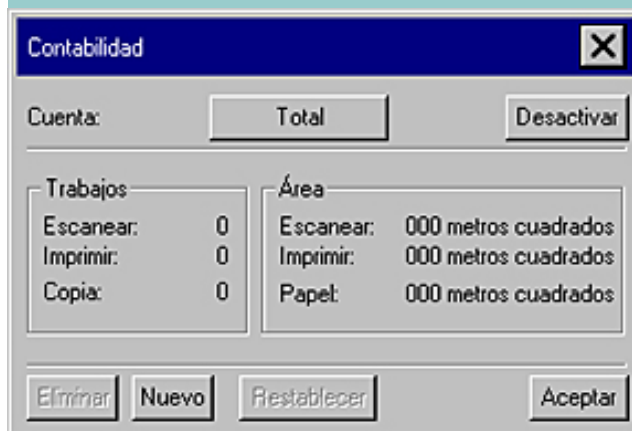 Contabilidad
Cuenta: Total Desactivar
Trabajos Área
Escanear: 0 Escanear: 000 metros cuadrados
Imprimir: 0 Imprimir: 000 metros cuadrados
Copia: 0 Papel: 000 metros cuadrados
Eliminar Nuevo Restablecer Aceptar